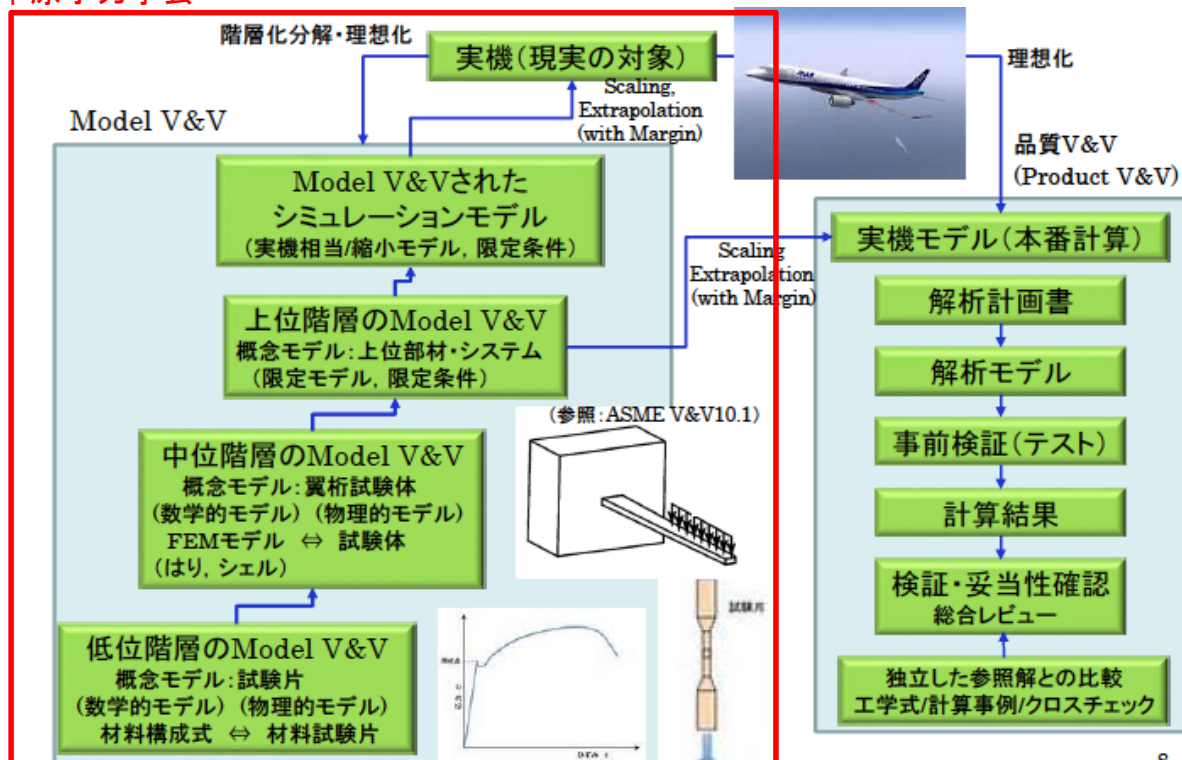 階層化分解・理想化
実機(現実の対象)
理想化
Scaling,
Extrapolation
(with Margin)
Model V&V
品質V&V
(Product V&V)
Model V&Vされた
シミュレーションモデル
(実機相当/縮小モデル, 限定条件)
Scaling
Extrapolation
(with Margin)
実機モデル(本番計算)
解析計画書
上位階層のModel V&V
概念モデル:上位部材・システム
(限定モデル, 限定条件)
解析モデル
(参照:ASME V&V10.1)
事前検証(テスト)
中位階層のModel V&V
概念モデル:翼桁試験体
(数学的モデル) (物理的モデル)
FEMモデル ⇔ 試験体
(はり, シェル)
計算結果
検証・妥当性確認
総合レビュー
試験片
低位階層のModel V&V
概念モデル:試験片
(数学的モデル) (物理的モデル)
材料構成式 ⇔ 材料試験片
独立した参照解との比較
工学式/計算事例/クロスチェック